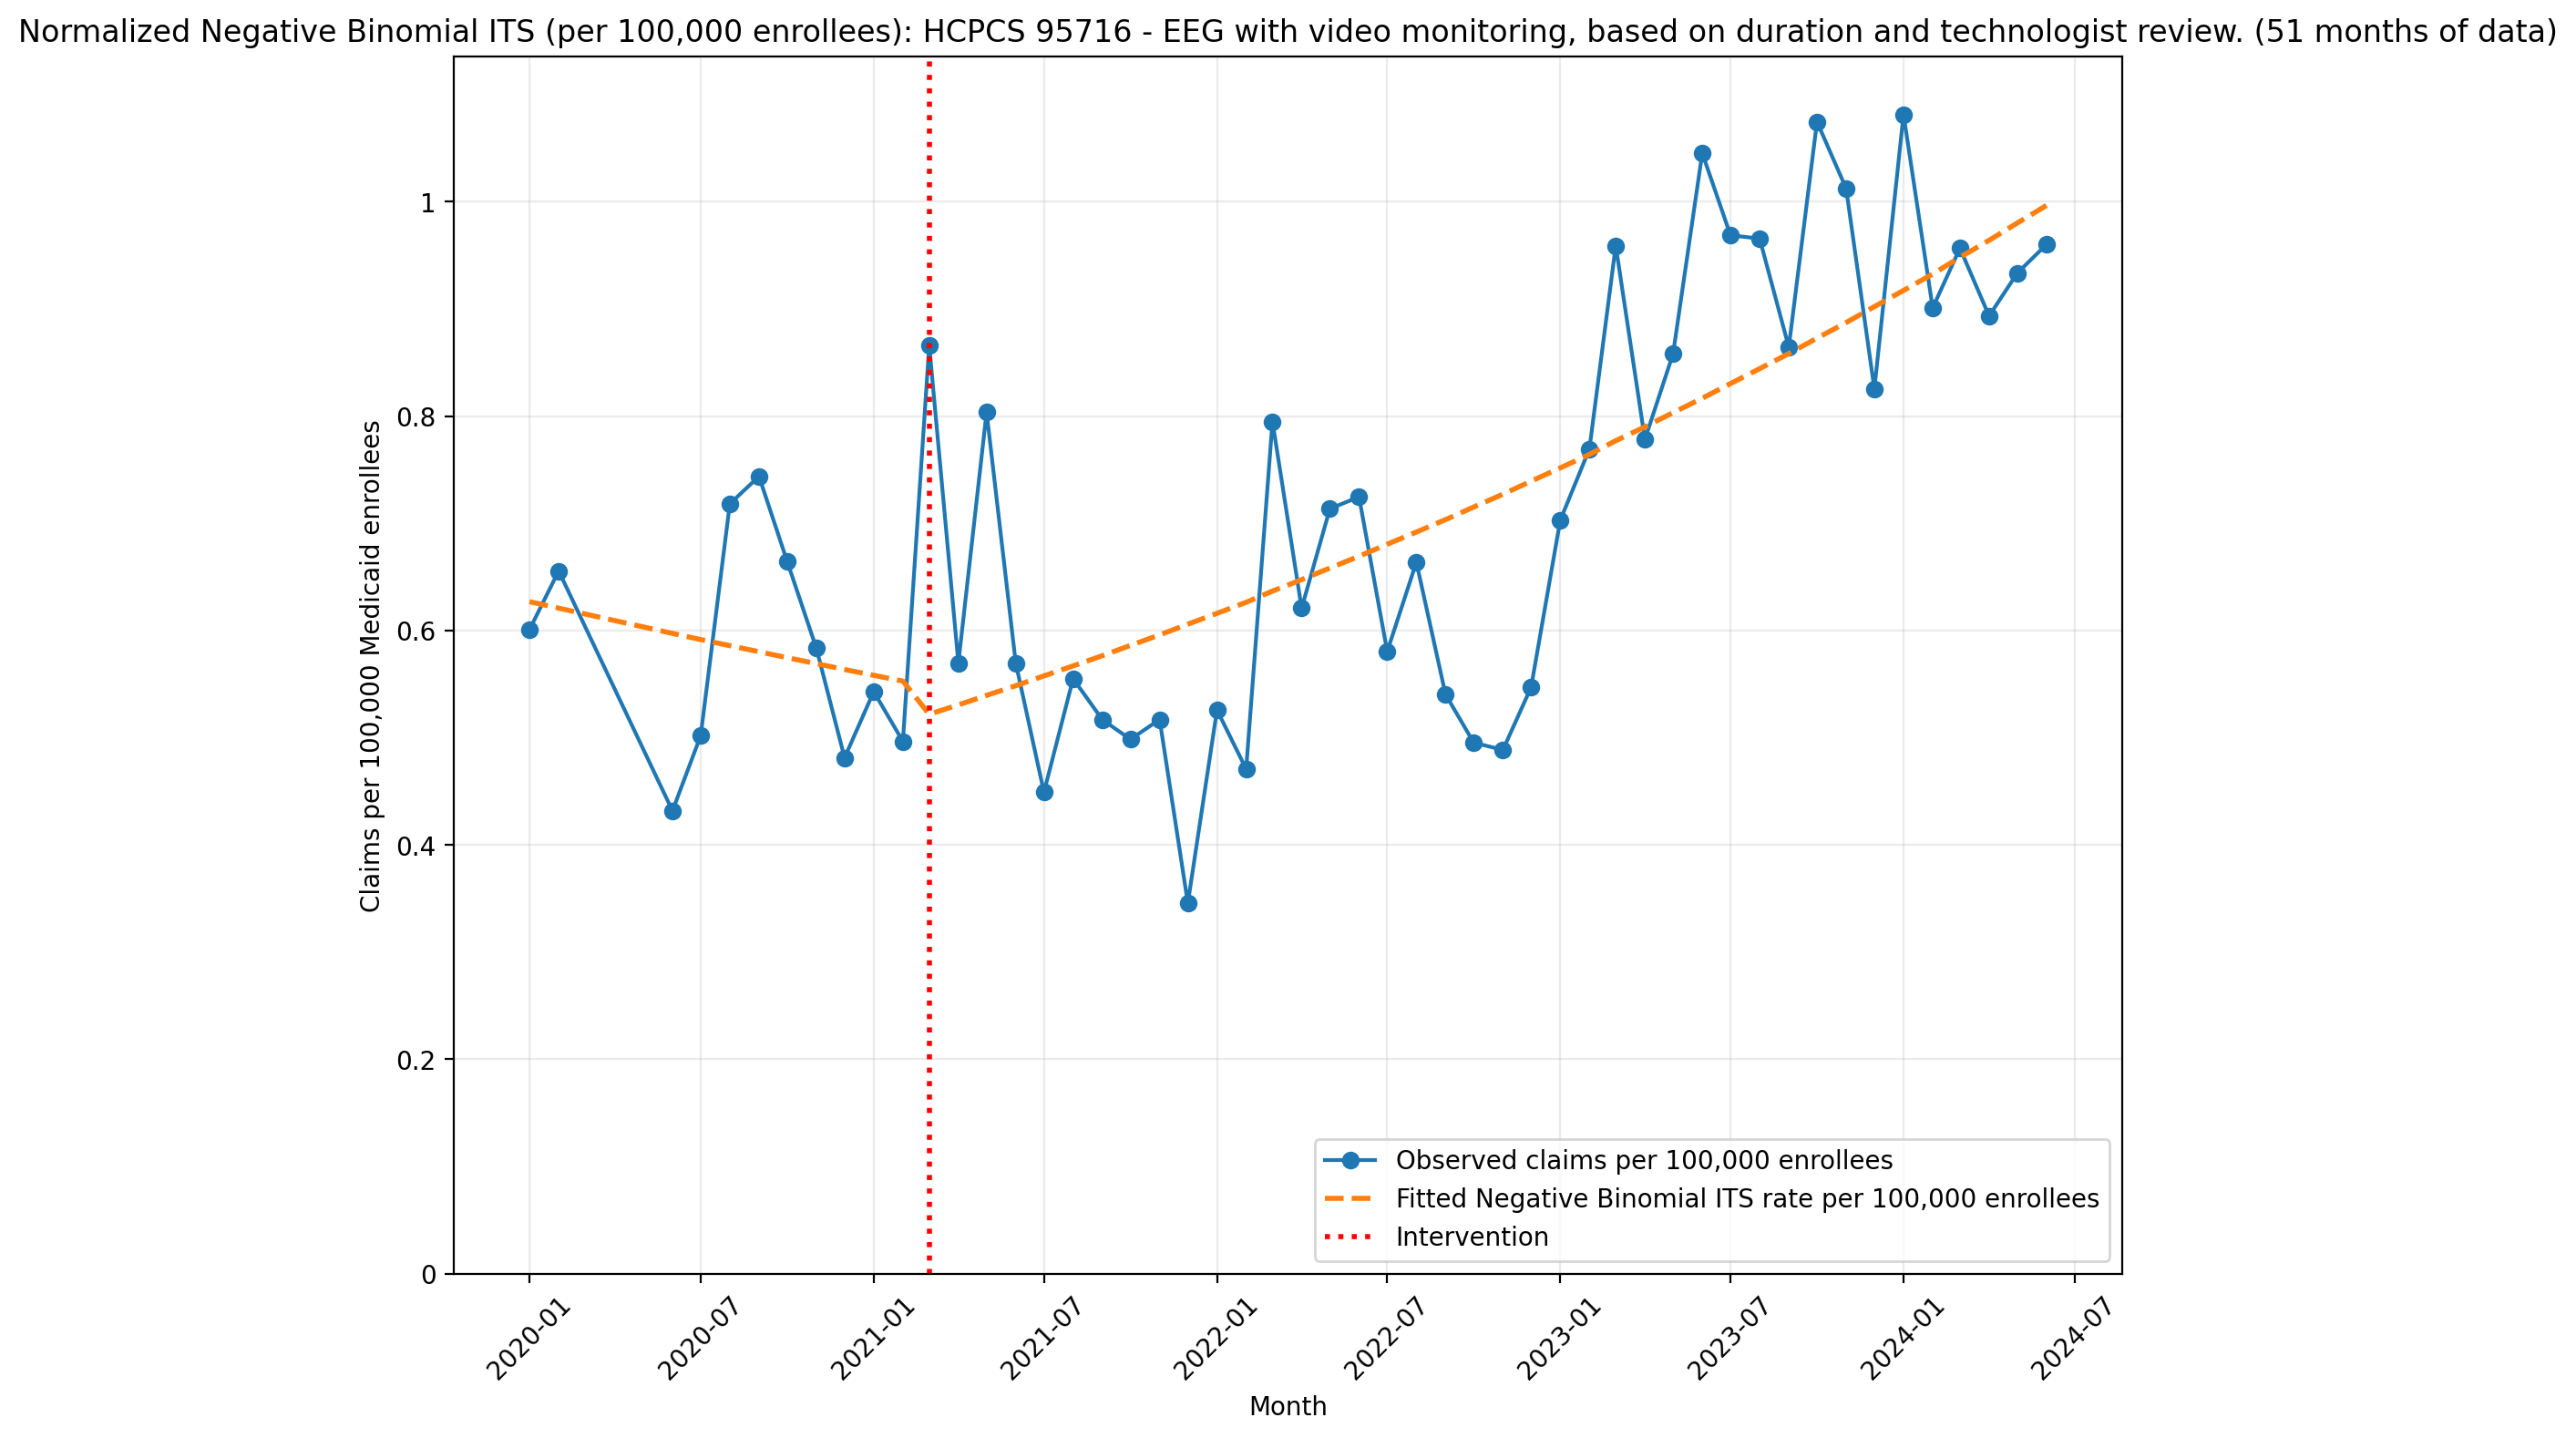 Normalized Negative Binomial ITS (per 100,000 enrollees): HCPCS 95716 - EEG with video monitoring, based on duration and technologist review. (51 months of data)
Claims per 100,000 Medicaid enrollees
1
0.8
0.6
0.4
0.2
0
Observed claims per 100,000 enrollees
Fitted Negative Binomial ITS rate per 100,000 enrollees
Intervention
2020-01
2020-07
2021-01
2021-07
2022-01
2022-07
2023-01
2023-07
2024-01
2024-07
Month